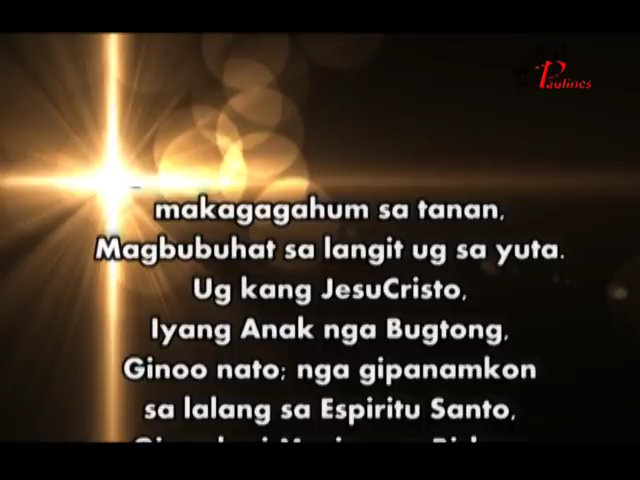 Paulines
makagagahum sa tanan,
Magbubuhat sa langit ug sa yuta.
Ug kang JesuCristo,
Iyang Anak nga Bugtong,
Ginoo nato; nga gipanamkon
sa lalang sa Espiritu Santo,